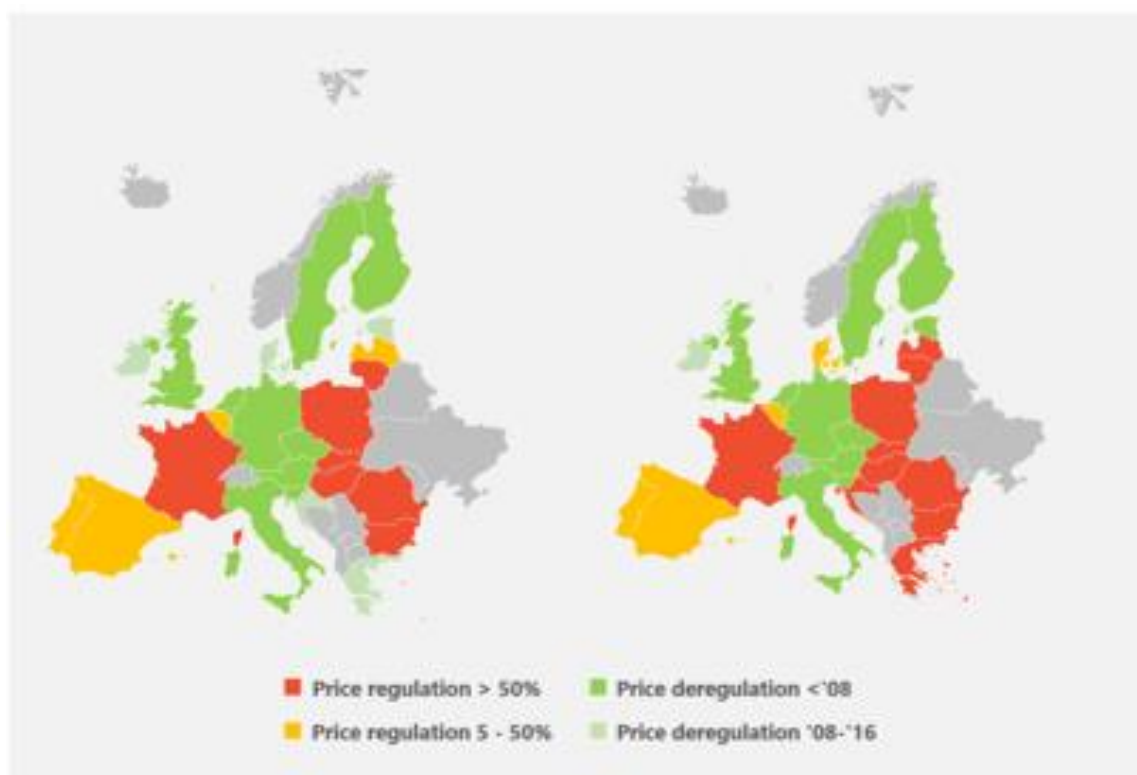 Price regulation > 50%
Price deregulation <'08
Price regulation 5 - 50%
Price deregulation '08-'16